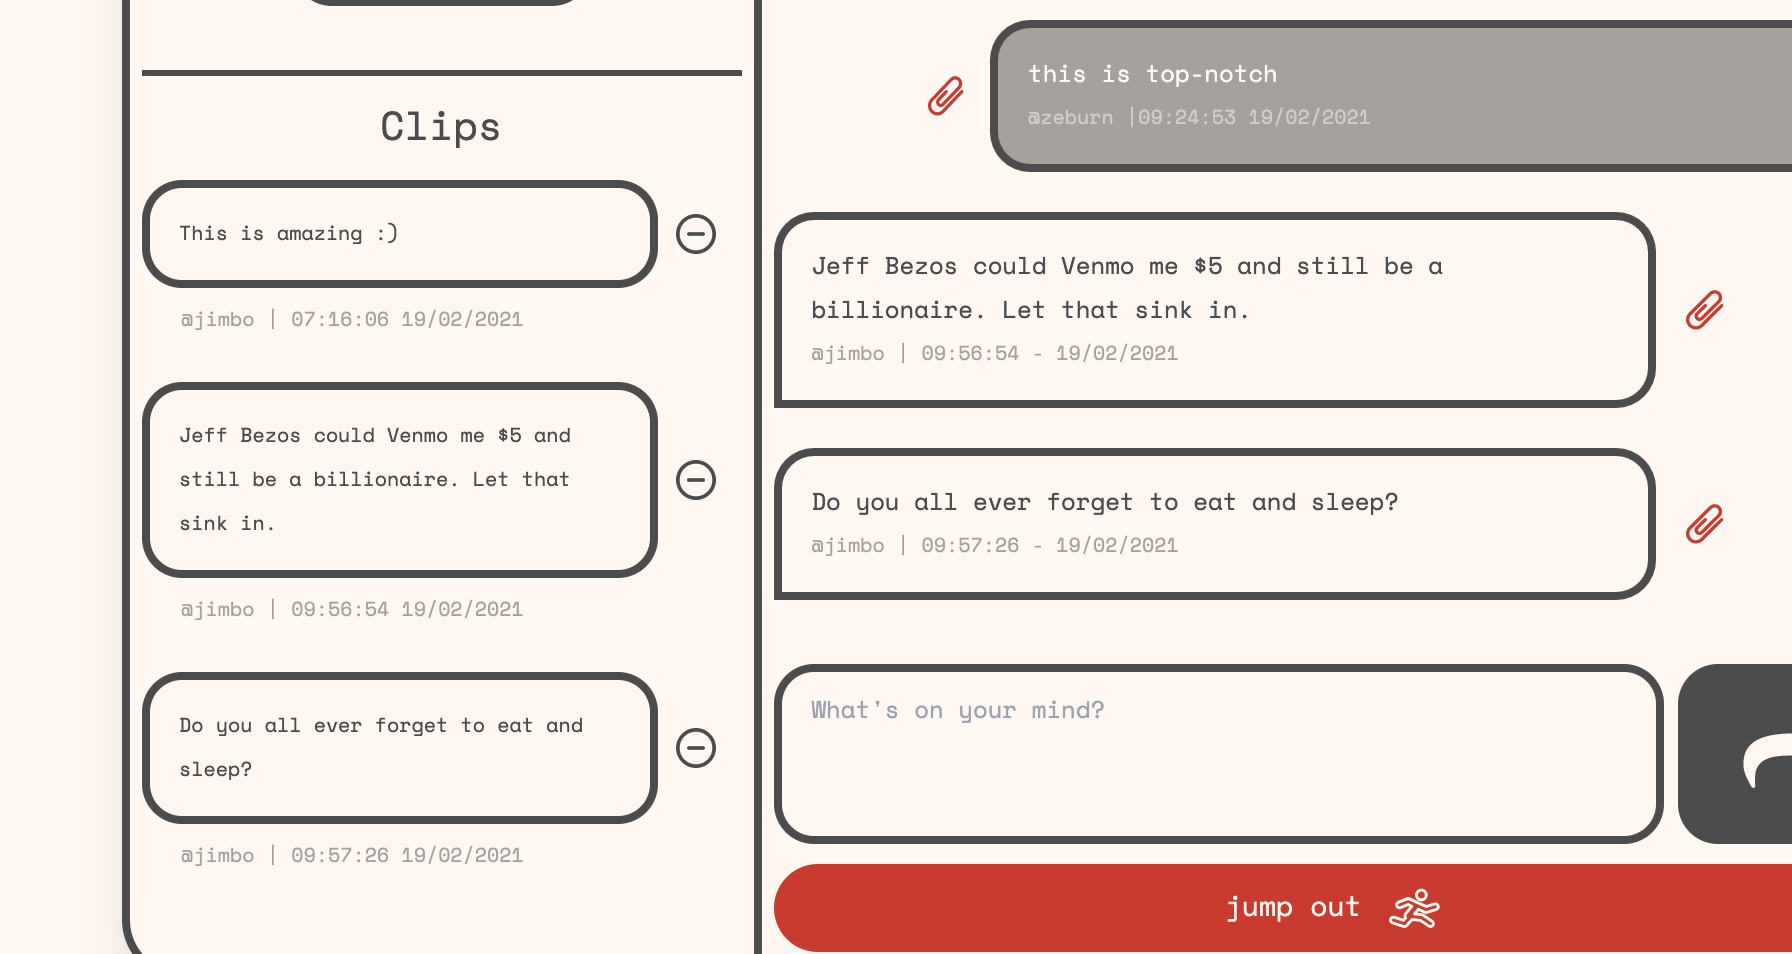 Clips
This is amazing :)
@jimbo | 07:16:06 19/02/2021
Jeff Bezos could Venmo me $5 and
still be a billionaire. Let that
sink in.
@jimbo | 09:56:54 19/02/2021
Do you all ever forget to eat and
sleep?
@jimbo | 09:57:26 19/02/2021
this is top-notch
@zeburn |09:24:53 19/02/2021
Jeff Bezos could Venmo me $5 and still be a
billionaire. Let that sink in.
@jimbo | 09:56:54 - 19/02/2021
Do you all ever forget to eat and sleep?
@jimbo | 09:57:26 - 19/02/2021
What's on your mind?
jump out